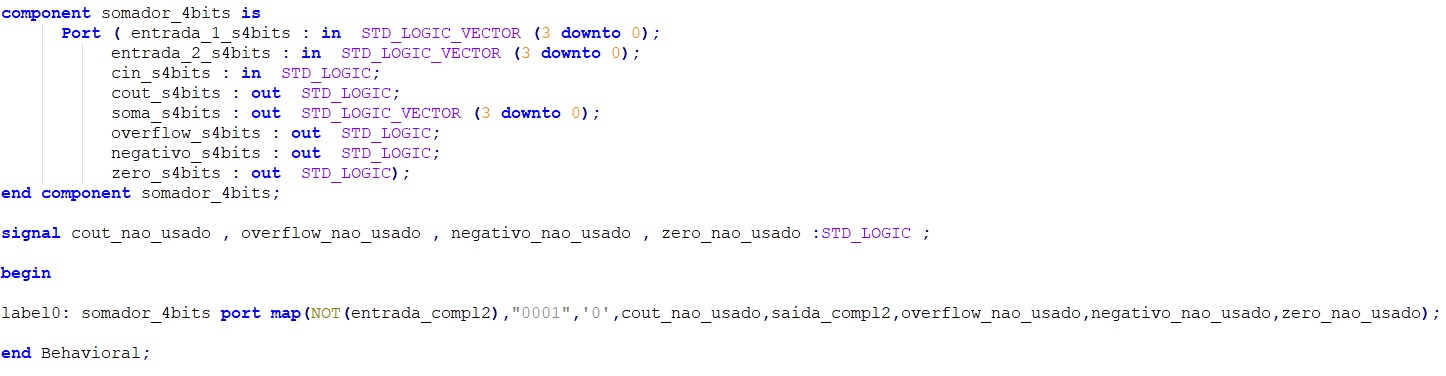 component somador_4bits is
Port ( entrada_1_s4bits : in STD_LOGIC_VECTOR (3 downto 0);
entrada_2_s4bits : in STD_LOGIC_VECTOR (3 downto 0);
cin_s4bits : in STD_LOGIC;
cout_s4bits : out STD_LOGIC;
soma_s4bits : out STD_LOGIC_VECTOR (3 downto 0);
overflow_s4bits : out STD_LOGIC;
negativo_s4bits : out STD_LOGIC;
zero_s4bits : out STD_LOGIC);
end component somador_4bits;
signal cout_nao_usado , overflow_nao_usado , negativo_nao_usado , zero_nao_usado :STD_LOGIC ;
begin
label0: somador_4bits port map(NOT(entrada_compl2),"0001",'0',cout_nao_usado,saida_compl2,overflow_nao_usado,negativo_nao_usado,zero_nao_usado);
end Behavioral;